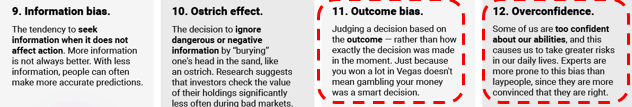 9. Information bias.
The tendency to seek
information when it does not
affect action. More information
is not always better. With less
information, people can often
make more accurate predictions.
10. Ostrich effect.
The decision to ignore
dangerous or negative
information by “burying”
one’s head in the sand, like
an ostrich. Research suggests
that investors check the value
of their holdings significantly
less often during bad markets.
11. Outcome bias.
Judging a decision based on
the outcome — rather than how
exactly the decision was made
in the moment. Just because
you won a lot in Vegas doesn’t
mean gambling your money
was a smart decision.
12. Overconfidence.
Some of us are too confident
about our abilities, and this
causes us to take greater risks
in our daily lives. Experts are
more prone to this bias than
laypeople, since they are more
convinced that they are right.